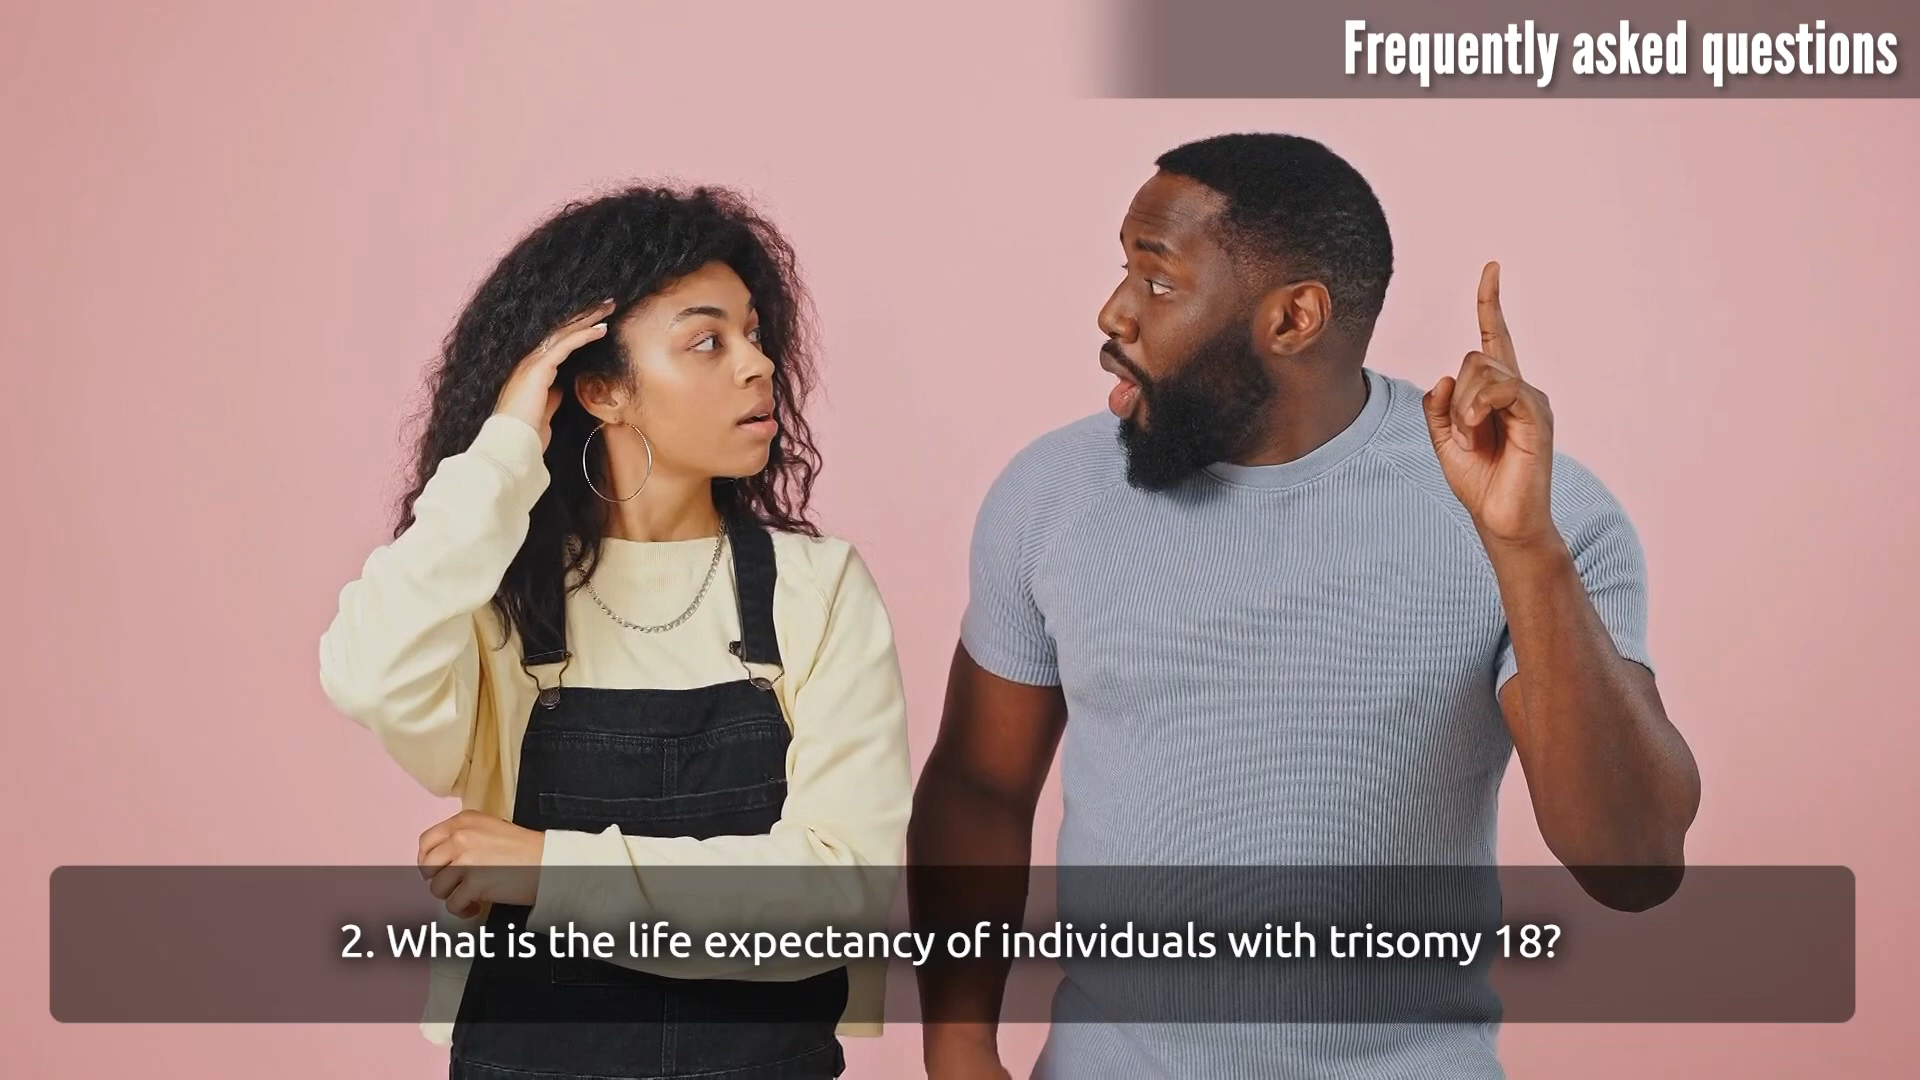 Frequently asked questions
2. What is the life expectancy of individuals with trisomy 18?